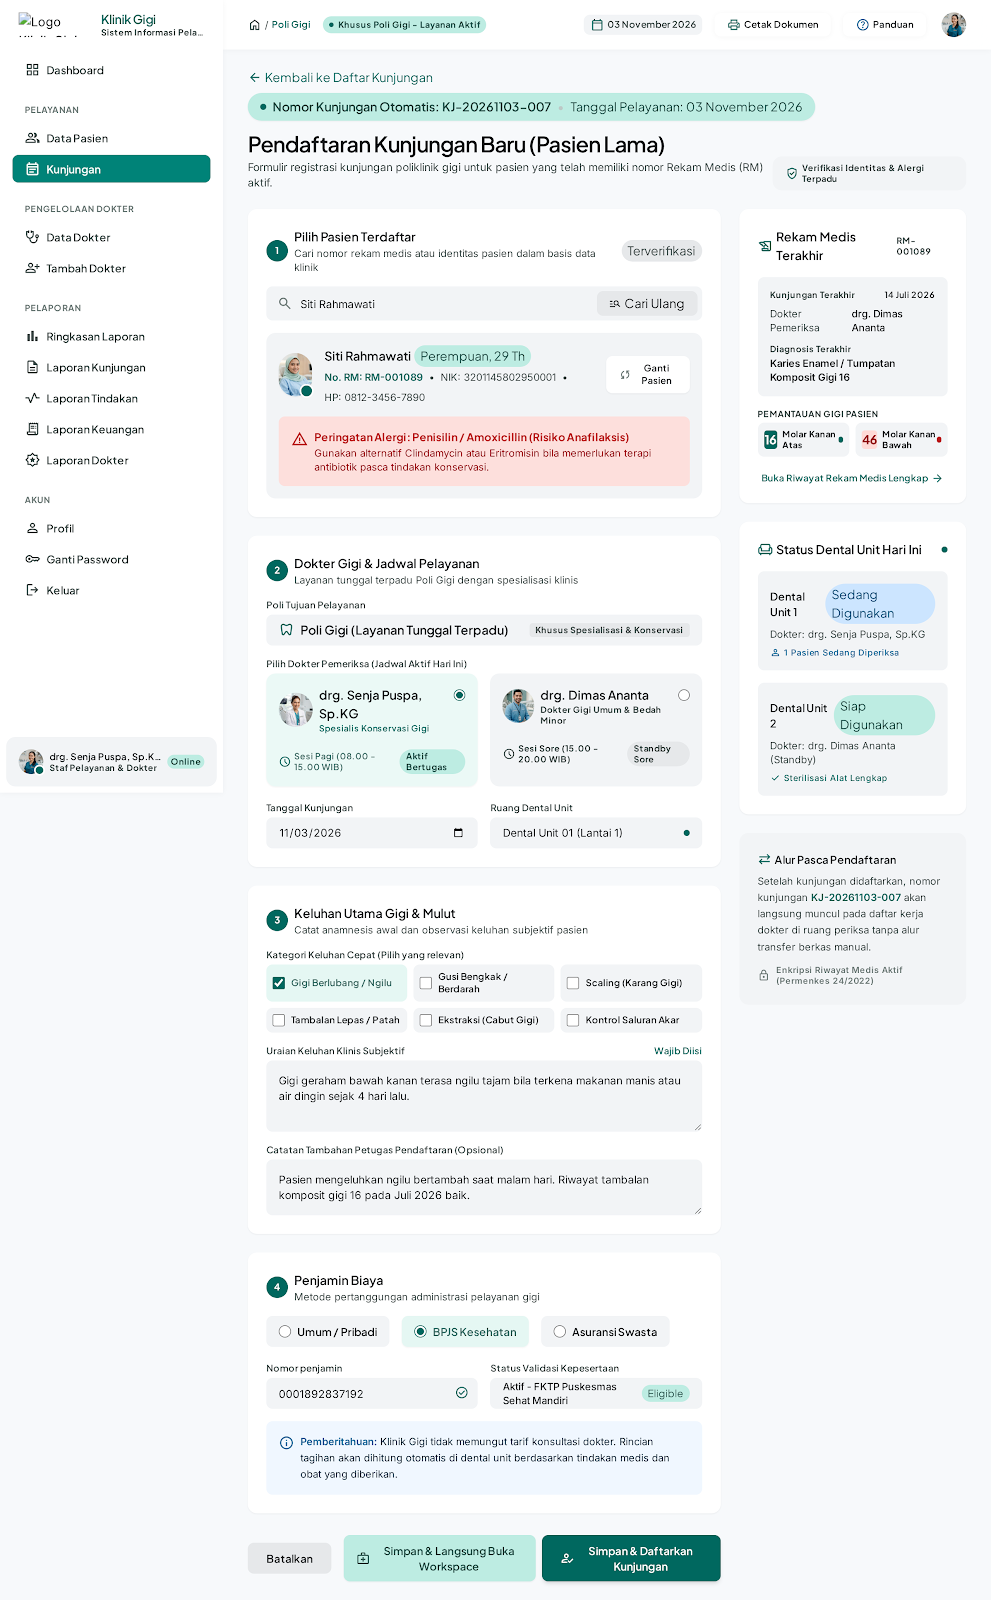 Logo
Klinik Gigi
Klinik Gigi
Sistem Informasi Pela...
Dashboard
PELAYANAN
Data Pasien
Kunjungan
PENGELOLAAN DOKTER
Data Dokter
Tambah Dokter
PELAPORAN
Ringkasan Laporan
Laporan Kunjungan
Laporan Tindakan
Laporan Keuangan
Laporan Dokter
AKUN
Profil
Ganti Password
Keluar
drg. Senja Puspa, Sp.K...
Staf Pelayanan & Dokter
Online
/ Poli Gigi
Khusus Poli Gigi - Layanan Aktif
03 November 2026
Cetak Dokumen
Panduan
Kembali ke Daftar Kunjungan
Nomor Kunjungan Otomatis: KJ-20261103-007 • Tanggal Pelayanan: 03 November 2026
Pendaftaran Kunjungan Baru (Pasien Lama)
Formulir registrasi kunjungan poliklinik gigi untuk pasien yang telah memiliki nomor Rekam Medis (RM)
aktif.
Verifikasi Identitas & Alergi
Terpadu
1
Pilih Pasien Terdaftar
Cari nomor rekam medis atau identitas pasien dalam basis data
klinik
Terverifikasi
Siti Rahmawati
Cari Ulang
Siti Rahmawati
Perempuan, 29 Th
No. RM: RM-001089 • NIK: 3201145802950001 •
HP: 0812-3456-7890
Ganti
Pasien
Peringatan Alergi: Penisilin / Amoxicillin (Risiko Anafilaksis)
Gunakan alternatif Clindamycin atau Eritromisin bila memerlukan terapi
antibiotik pasca tindakan konservasi.
2
Dokter Gigi & Jadwal Pelayanan
Layanan tunggal terpadu Poli Gigi dengan spesialisasi klinis
Poli Tujuan Pelayanan
Poli Gigi (Layanan Tunggal Terpadu)
Khusus Spesialisasi & Konservasi
Pilih Dokter Pemeriksa (Jadwal Aktif Hari Ini)
drg. Senja Puspa,
Sp.KG
Spesialis Konservasi Gigi
Sesi Pagi (08.00 -
15.00 WIB)
Aktif
Bertugas
drg. Dimas Ananta
Dokter Gigi Umum & Bedah
Minor
Sesi Sore (15.00 -
20.00 WIB)
Standby
Sore
Tanggal Kunjungan
11/03/2026
Ruang Dental Unit
Dental Unit 01 (Lantai 1)
3
Keluhan Utama Gigi & Mulut
Catat anamnesis awal dan observasi keluhan subjektif pasien
Kategori Keluhan Cepat (Pilih yang relevan)
Gigi Berlubang / Ngilu
Gusi Bengkak /
Berdarah
Scaling (Karang Gigi)
Tambalan Lepas / Patah
Ekstraksi (Cabut Gigi)
Kontrol Saluran Akar
Uraian Keluhan Klinis Subjektif
Wajib Diisi
Gigi geraham bawah kanan terasa ngilu tajam bila terkena makanan manis atau
air dingin sejak 4 hari lalu.
Catatan Tambahan Petugas Pendaftaran (Opsional)
Pasien mengeluhkan ngilu bertambah saat malam hari. Riwayat tambalan
komposit gigi 16 pada Juli 2026 baik.
4
Penjamin Biaya
Metode pertanggungan administrasi pelayanan gigi
Umum / Pribadi
BPJS Kesehatan
Asuransi Swasta
Nomor penjamin
0001892837192
Status Validasi Kepesertaan
Aktif - FKTP Puskesmas
Sehat Mandiri
Eligible
Pemberitahuan: Klinik Gigi tidak memungut tarif konsultasi dokter. Rincian
tagihan akan dihitung otomatis di dental unit berdasarkan tindakan medis dan
obat yang diberikan.
Batalkan
Simpan & Langsung Buka
Workspace
Simpan & Daftarkan
Kunjungan
Rekam Medis
Terakhir
RM-
001089
Kunjungan Terakhir
14 Juli 2026
Dokter
Pemeriksa
drg. Dimas
Ananta
Diagnosis Terakhir
Karies Enamel / Tumpatan
Komposit Gigi 16
PEMANTAUAN GIGI PASIEN
16
Molar Kanan
Atas
46
Molar Kanan
Bawah
Buka Riwayat Rekam Medis Lengkap
Status Dental Unit Hari Ini
Dental
Unit 1
Sedang
Digunakan
Dokter: drg. Senja Puspa, Sp.KG
1 Pasien Sedang Diperiksa
Dental Unit
2
Siap
Digunakan
Dokter: drg. Dimas Ananta
(Standby)
Sterilisasi Alat Lengkap
Alur Pasca Pendaftaran
Setelah kunjungan didaftarkan, nomor
kunjungan KJ-20261103-007 akan
langsung muncul pada daftar kerja
dokter di ruang periksa tanpa alur
transfer berkas manual.
Enkripsi Riwayat Medis Aktif
(Permenkes 24/2022)